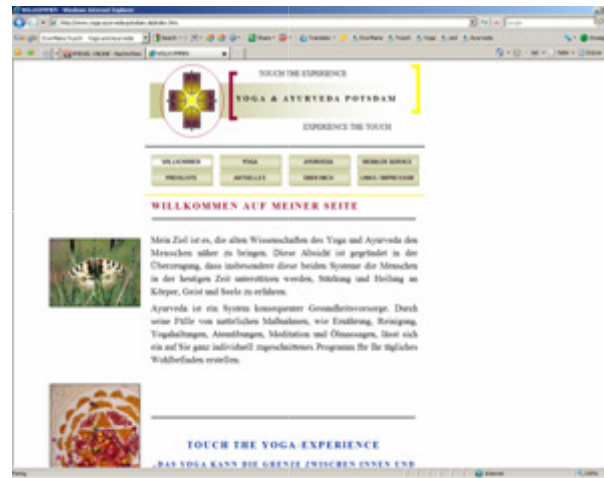 WILLKOMMEN - Windows Internet Explorer
TOUCH THE EXPERIENCE
YOGA & AYURVEDA POTSDAM
EXPERIENCE THE TOUCH
WILLKOMMEN YOGA AYURVEDA MOBILER SERVICE
PREISLISTE AKTUELLES ÜBER MICH LINKS / IMPRESSUM
WILLKOMMEN AUF MEINER SEITE
Mein Ziel ist es, die alten Wissenschaften des Yoga und Ayurveda den
Menschen näher zu bringen. Diese Absicht ist gegründet in der
Überzeugung, dass insbesondere diese beiden Systeme die Menschen
in der heutigen Zeit unterstützen werden, Stärkung und Heilung an
Körper, Geist und Seele zu erfahren.
Ayurveda ist ein System konsequenter Gesundheitsvorsorge. Durch
seine Fülle von natürlichen Maßnahmen, wie Ernährung, Reinigung,
Yogahaltungen, Atemübungen, Meditation und Ölmassagen, lässt sich
ein auf Sie ganz individuell zugeschnittenes Programm für Ihr tägliches
Wohlbefinden erstellen.
TOUCH THE YOGA-EXPERIENCE
„DAS YOGA KANN DIE GRENZE ZWISCHEN INNEN UND